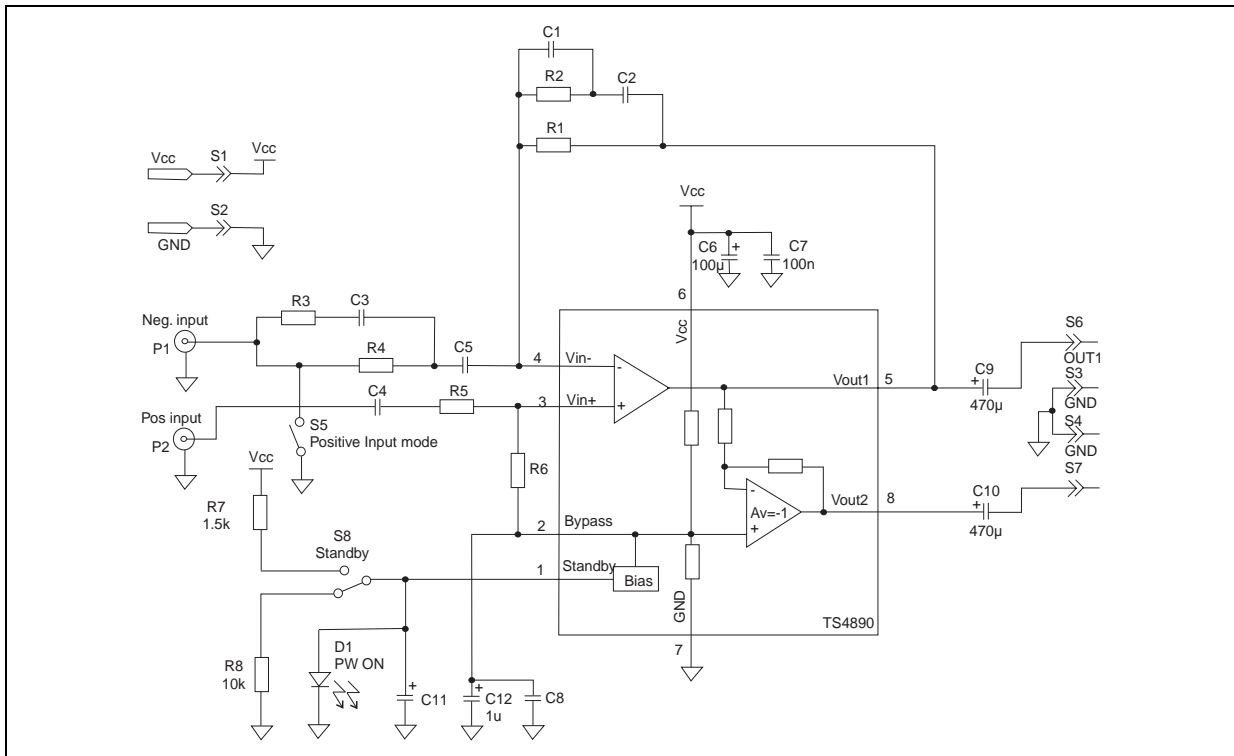 C1
R2
C2
R1
Vcc
S1
Vcc
S2
GND
Vcc
C6
+
100µ
C7
100n
6
Vcc
R3
C3
Neg. input
P1
R4
C5
4
Vin-
-
Vout1
5
S6
OUT1
S3
GND
S4
GND
S7
C9
+
470µ
C4
R5
3
Vin+
+
Pos input
P2
S5
Positive Input mode
R6
Vcc
R7
1.5k
-
Av=-1
+
Vout2
8
C10
+
470µ
2
Bypass
S8
Standby
1
Standby
Bias
GND
TS4890
7
R8
10k
D1
PW ON
+
C11
+
C12
1u
C8